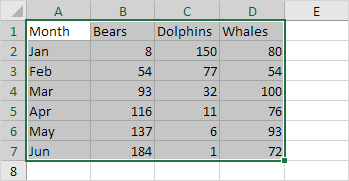 A B C D E
1 Month Bears Dolphins Whales
2 Jan 8 150 80
3 Feb 54 77 54
4 Mar 93 32 100
5 Apr 116 11 76
6 May 137 6 93
7 Jun 184 1 72
8